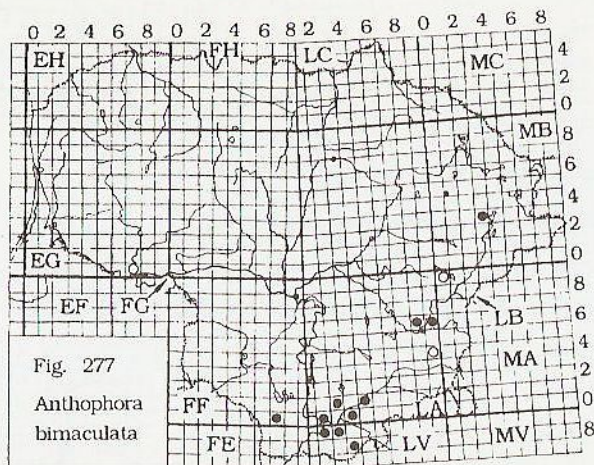 0 2 4 6 8 0 2 4 6 8 2 4 6 8 0 2 4 6 8
EH FH LC MC
4
2
0
MB
8
6
4
2
0
EG
EF FG LB
8
6
MA
4
2
0
Fig. 277
Anthophora
bimaculata
FF LA
FE LV MV
8